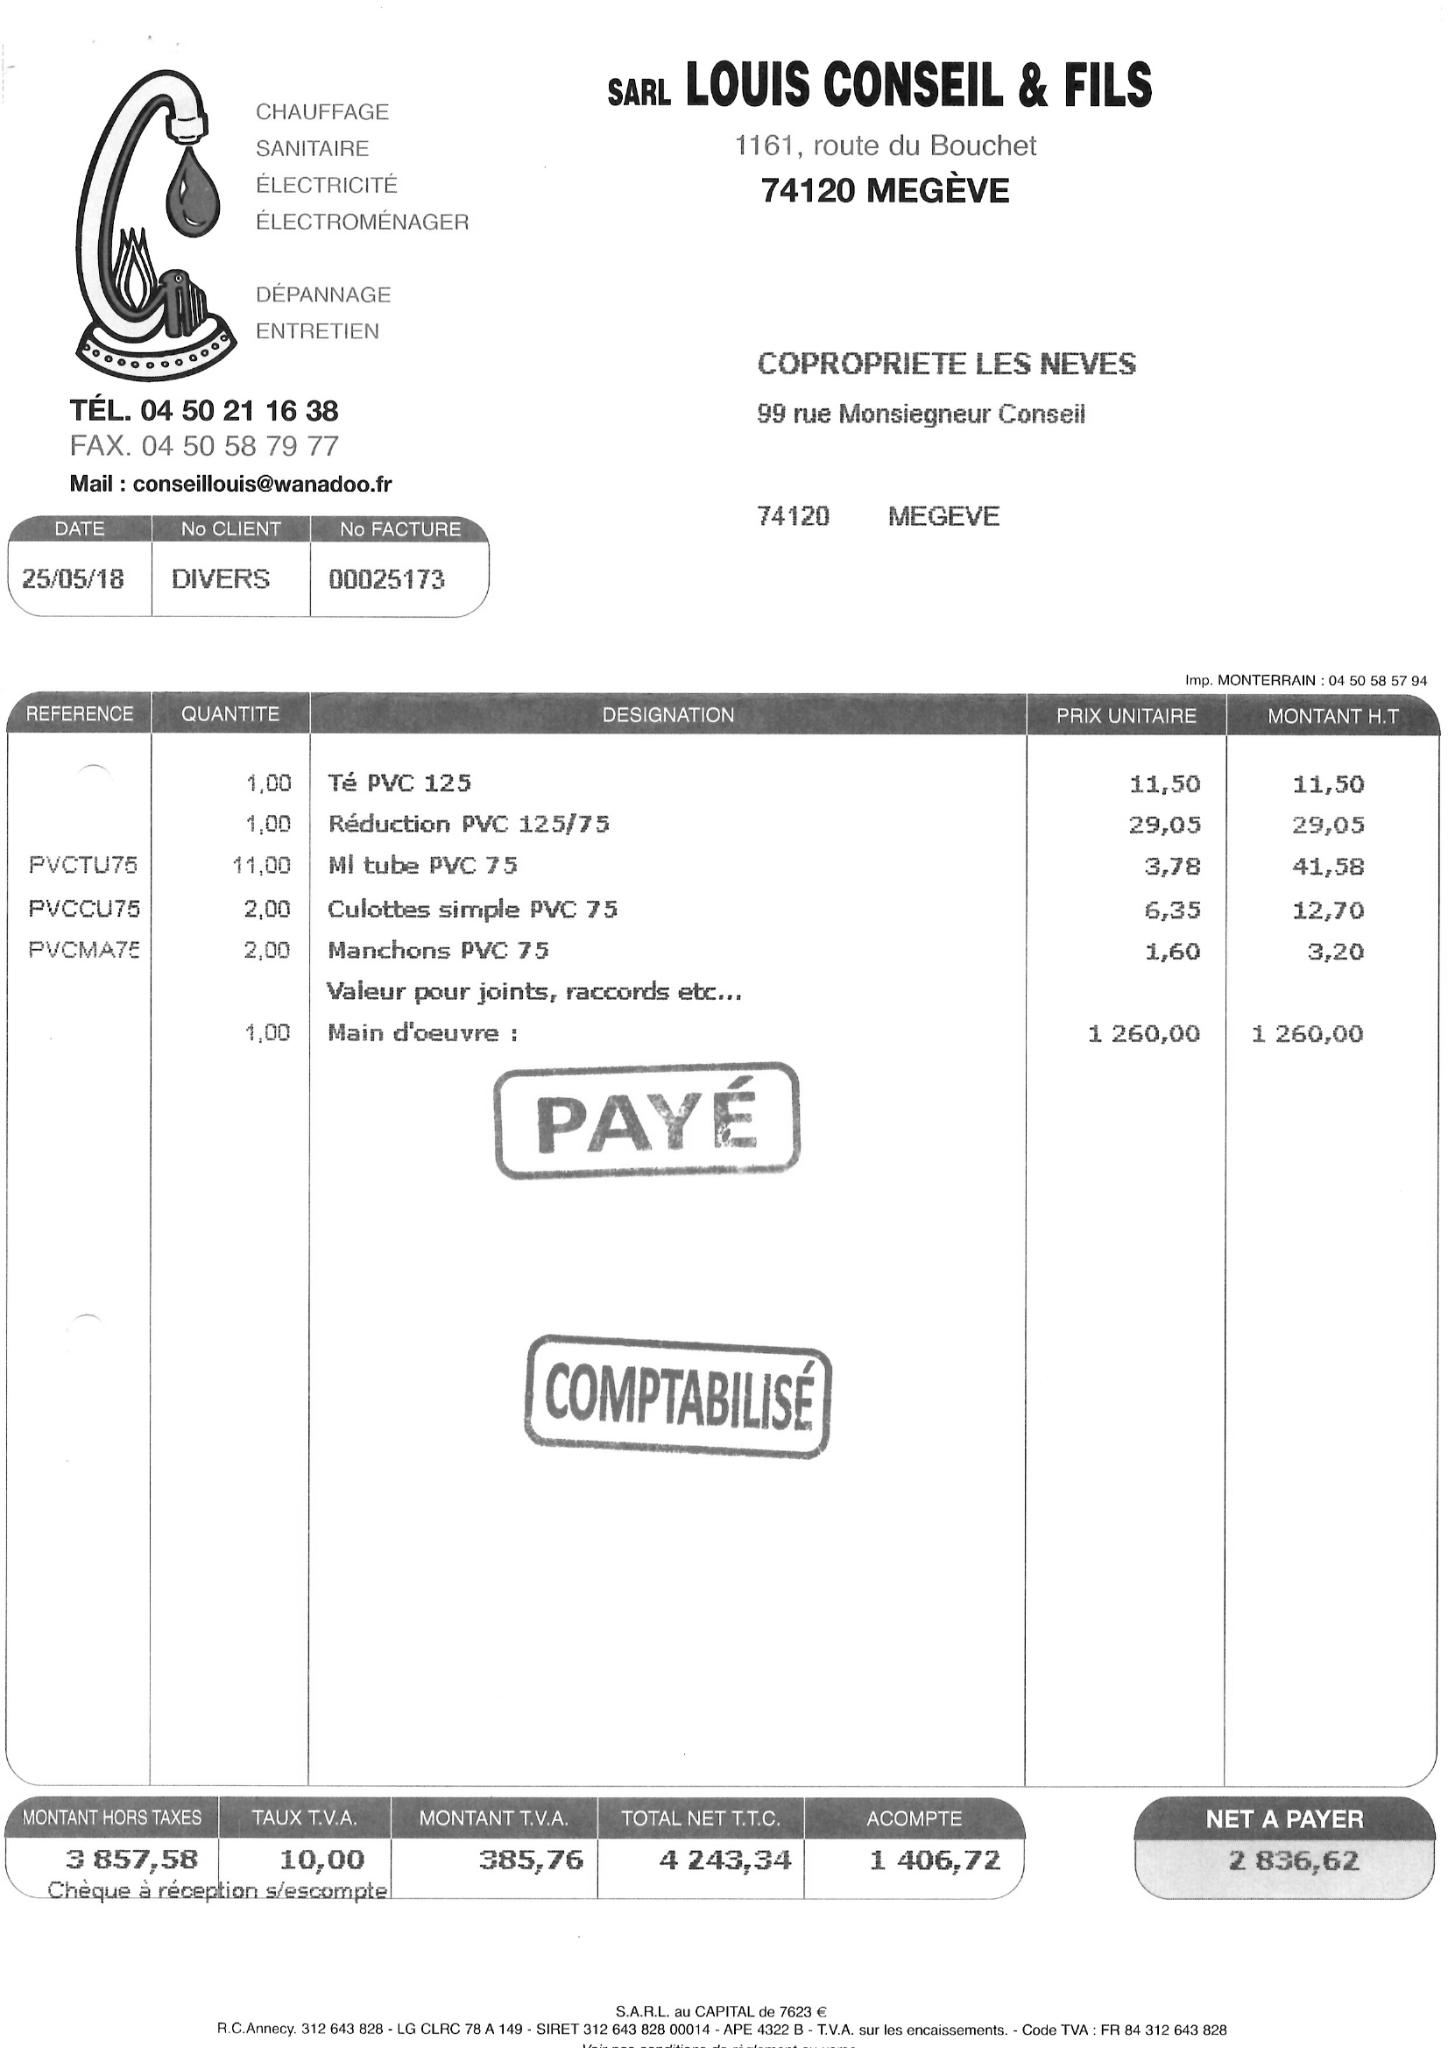 SARL LOUIS CONSEIL & FILS
1161, route du Bouchet
74120 MEGÈVE
CHAUFFAGE
SANITAIRE
ÉLECTRICITÉ
ÉLECTROMÉNAGER
DÉPANNAGE
ENTRETIEN
TÉL. 04 50 21 16 38
FAX. 04 50 58 79 77
Mail : conseillouis@wanadoo.fr
COPROPRIETE LES NEVES
99 rue Monsiegneur Conseil
74120 MEGEVE
DATE No CLIENT No FACTURE
25/05/18 DIVERS 00025173
Imp. MONTERRAIN : 04 50 58 57 94
REFERENCE QUANTITE DESIGNATION PRIX UNITAIRE MONTANT H.T
1,00 Té PVC 125 11,50 11,50
1,00 Réduction PVC 125/75 29,05 29,05
PVCTU75 11,00 Ml tube PVC 75 3,78 41,58
PVCCU75 2,00 Culottes simple PVC 75 6,35 12,70
PVCMA75 2,00 Manchons PVC 75 1,60 3,20
Valeur pour joints, raccords etc...
1,00 Main d'oeuvre : 1 260,00 1 260,00
PAYÉ
COMPTABILISÉ
MONTANT HORS TAXES TAUX T.V.A. MONTANT T.V.A. TOTAL NET T.T.C. ACOMPTE NET A PAYER
3 857,58 10,00 385,76 4 243,34 1 406,72 2 836,62
Chèque à réception s/escompte
S.A.R.L. au CAPITAL de 7623 €
R.C.Annecy. 312 643 828 - LG CLRC 78 A 149 - SIRET 312 643 828 00014 - APE 4322 B - T.V.A. sur les encaissements. - Code TVA : FR 84 312 643 828
Voir nos conditions de règlement au verso